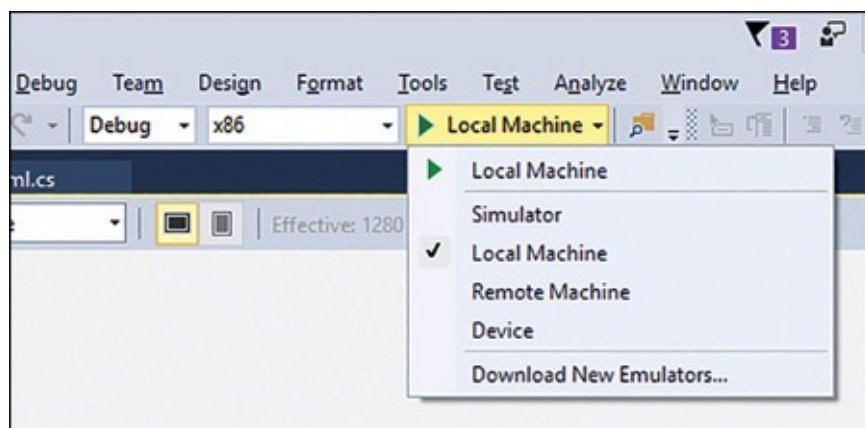 3
Debug Team Design Format Tools Test Analyze Window Help
Debug x86 Local Machine
ml.cs Local Machine
Effective: 1280 Simulator
Local Machine
Remote Machine
Device
Download New Emulators...